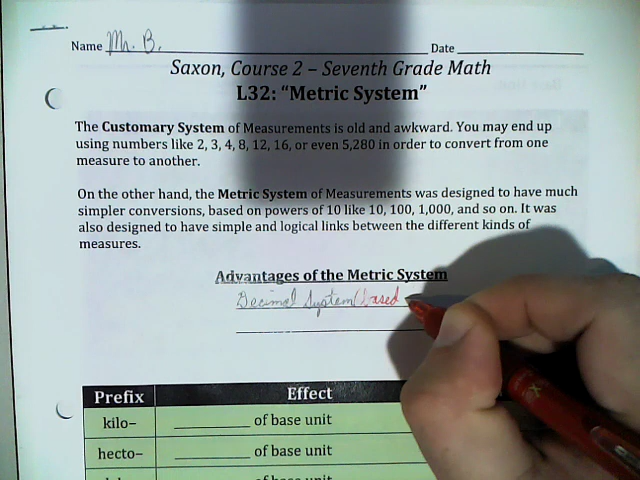 Name Mr. B. Date
Saxon, Course 2 – Seventh Grade Math
L32: “Metric System”
The Customary System of Measurements is old and awkward. You may end up
using numbers like 2, 3, 4, 8, 12, 16, or even 5,280 in order to convert from one
measure to another.
On the other hand, the Metric System of Measurements was designed to have much
simpler conversions, based on powers of 10 like 10, 100, 1,000, and so on. It was
also designed to have simple and logical links between the different kinds of
measures.
Advantages of the Metric System
Decimal System (based
Prefix Effect
kilo– of base unit
hecto– of base unit